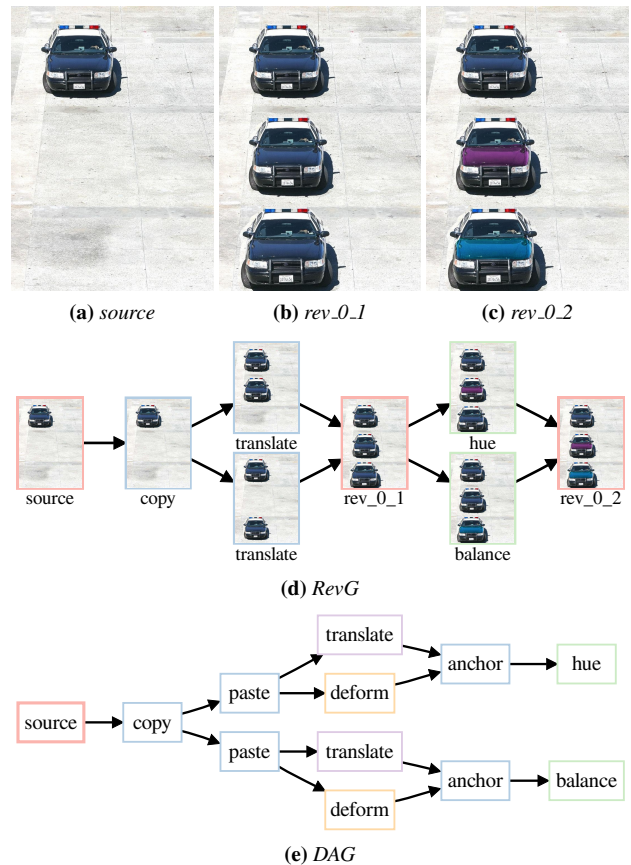 (a) source
(b) rev_0_1
(c) rev_0_2
translate
hue
source
copy
rev_0_1
rev_0_2
translate
balance
(d) RevG
translate
anchor
hue
paste
deform
source
copy
paste
translate
anchor
balance
deform
(e) DAG